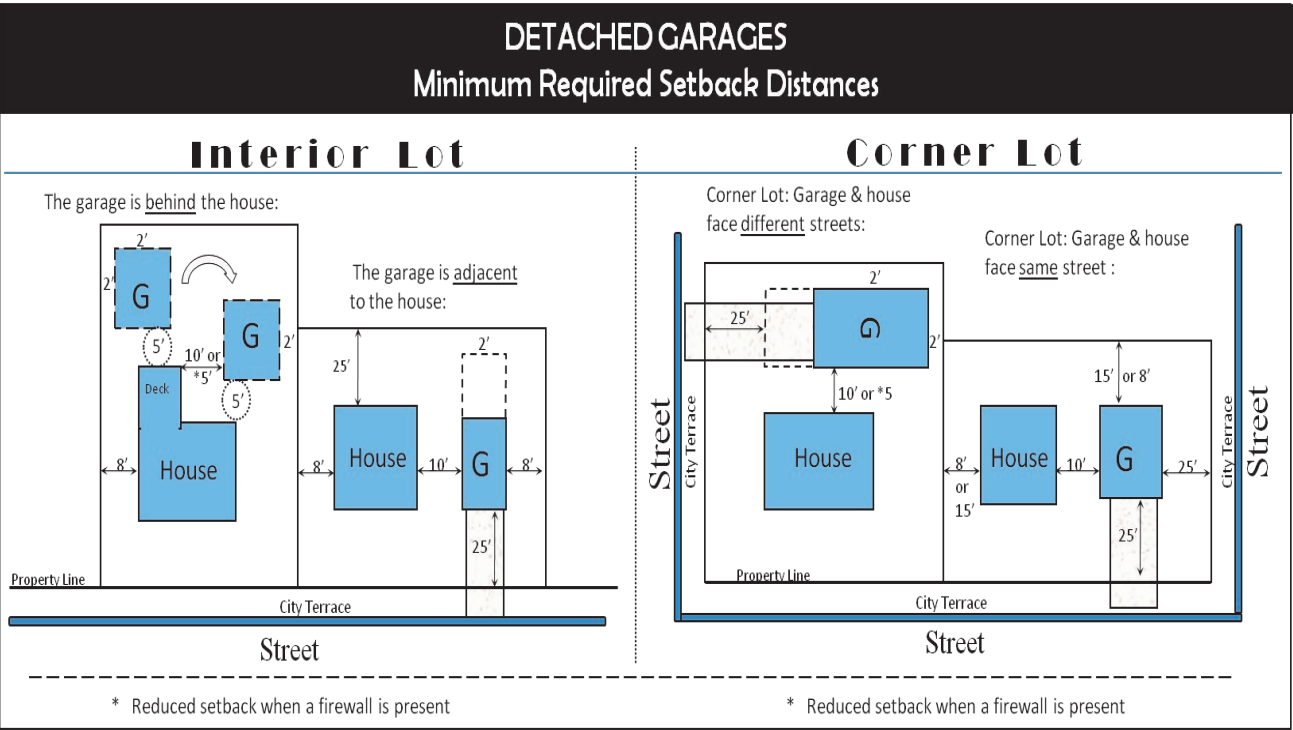 DETACHED GARAGES
Minimum Required Setback Distances
Interior Lot
The garage is behind the house:
2'
2'
G
5'
10' or
*5'
G
2'
5'
Deck
8'
House
The garage is adjacent
to the house:
25'
2'
8'
House
10'
G
8'
25'
Property Line
City Terrace
Street
* Reduced setback when a firewall is present
Corner Lot
Corner Lot: Garage & house
face different streets:
2'
25'
G
2'
10' or *5
House
Street
City Terrace
Property Line
Corner Lot: Garage & house
face same street :
15' or 8'
8'
or
15'
House
10'
G
25'
25'
City Terrace
Street
City Terrace
Street
* Reduced setback when a firewall is present